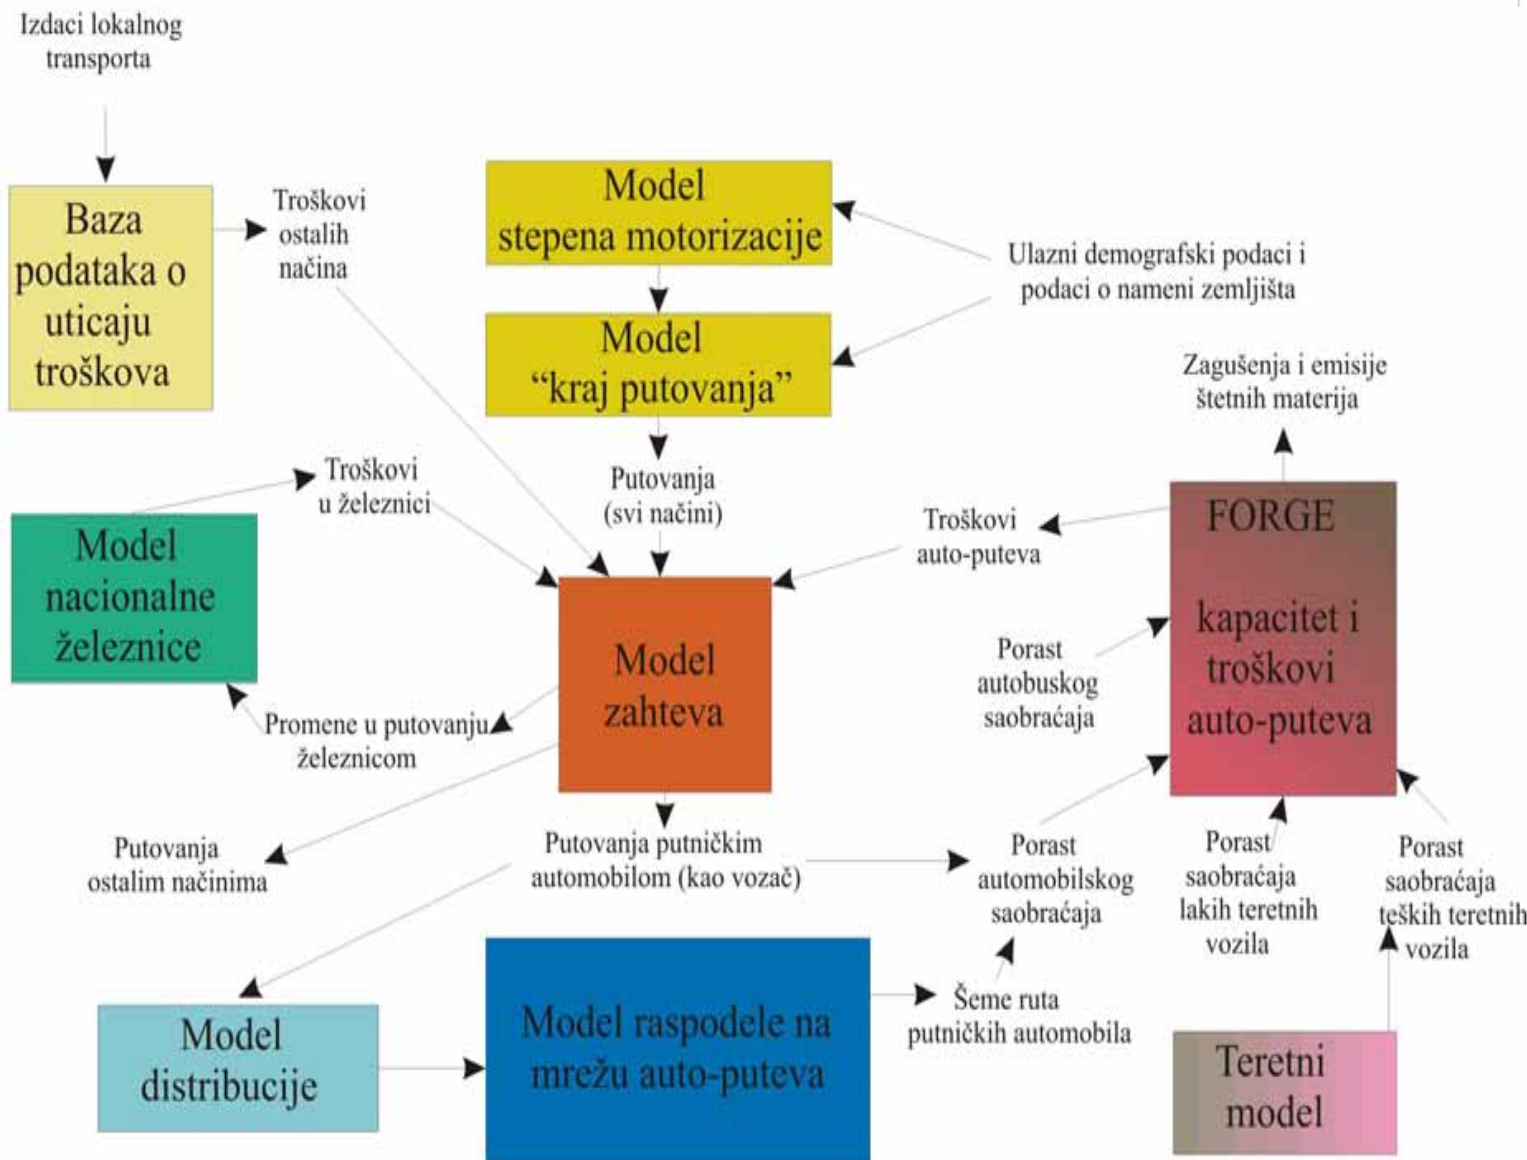 Izdaci lokalnog
transporta
Baza
podataka o
uticaju
troškova
Troškovi
ostalih
načina
Model
stepena motorizacije
Ulazni demografski podaci i
podaci o nameni zemljišta
Model
“kraj putovanja”
Zagušenja i emisije
štetnih materija
Troškovi
u železnici
Putovanja
(svi načini)
Troškovi
auto-puteva
FORGE
kapacitet i
troškovi
auto-puteva
Model
nacionalne
železnice
Model
zahteva
Porast
autobuskog
saobraćaja
Promene u putovanju
železnicom
Putovanja
ostalim načinima
Putovanja putničkim
automobilom (kao vozač)
Porast
automobilskog
saobraćaja
Porast
saobraćaja
lakih teretnih
vozila
Porast
saobraćaja
teških teretnih
vozila
Model
distribucije
Model raspodele na
mrežu auto-puteva
Šeme ruta
putničkih automobila
Teretni
model